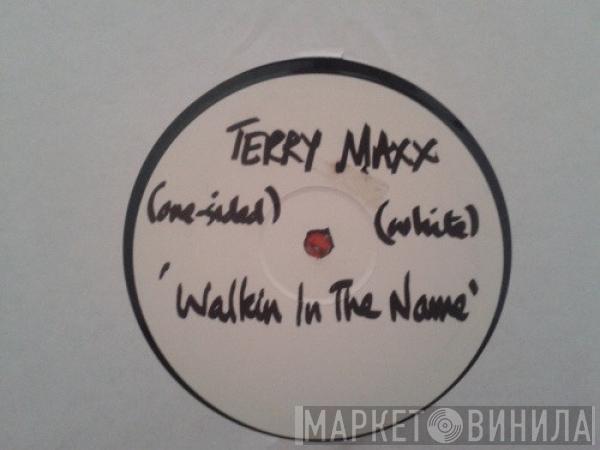 TERRY MAXX
(one-sided) (white)
'Walkin In The Name'
МАРКЕТ ВИНИЛА